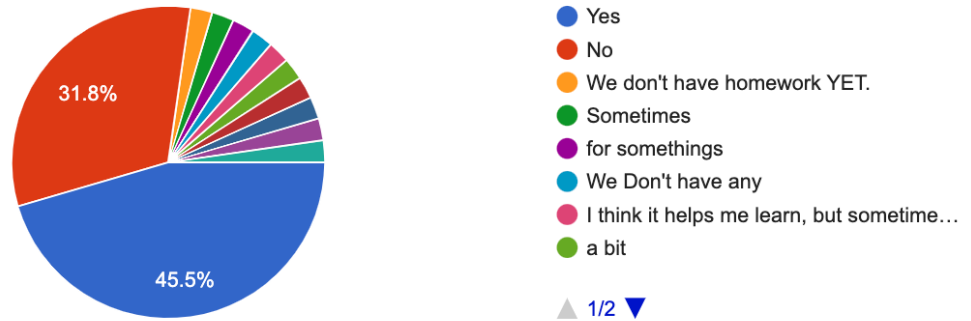 31.8%
45.5%
Yes
No
We don't have homework YET.
Sometimes
for somethings
We Don't have any
I think it helps me learn, but sometime…
a bit
1/2